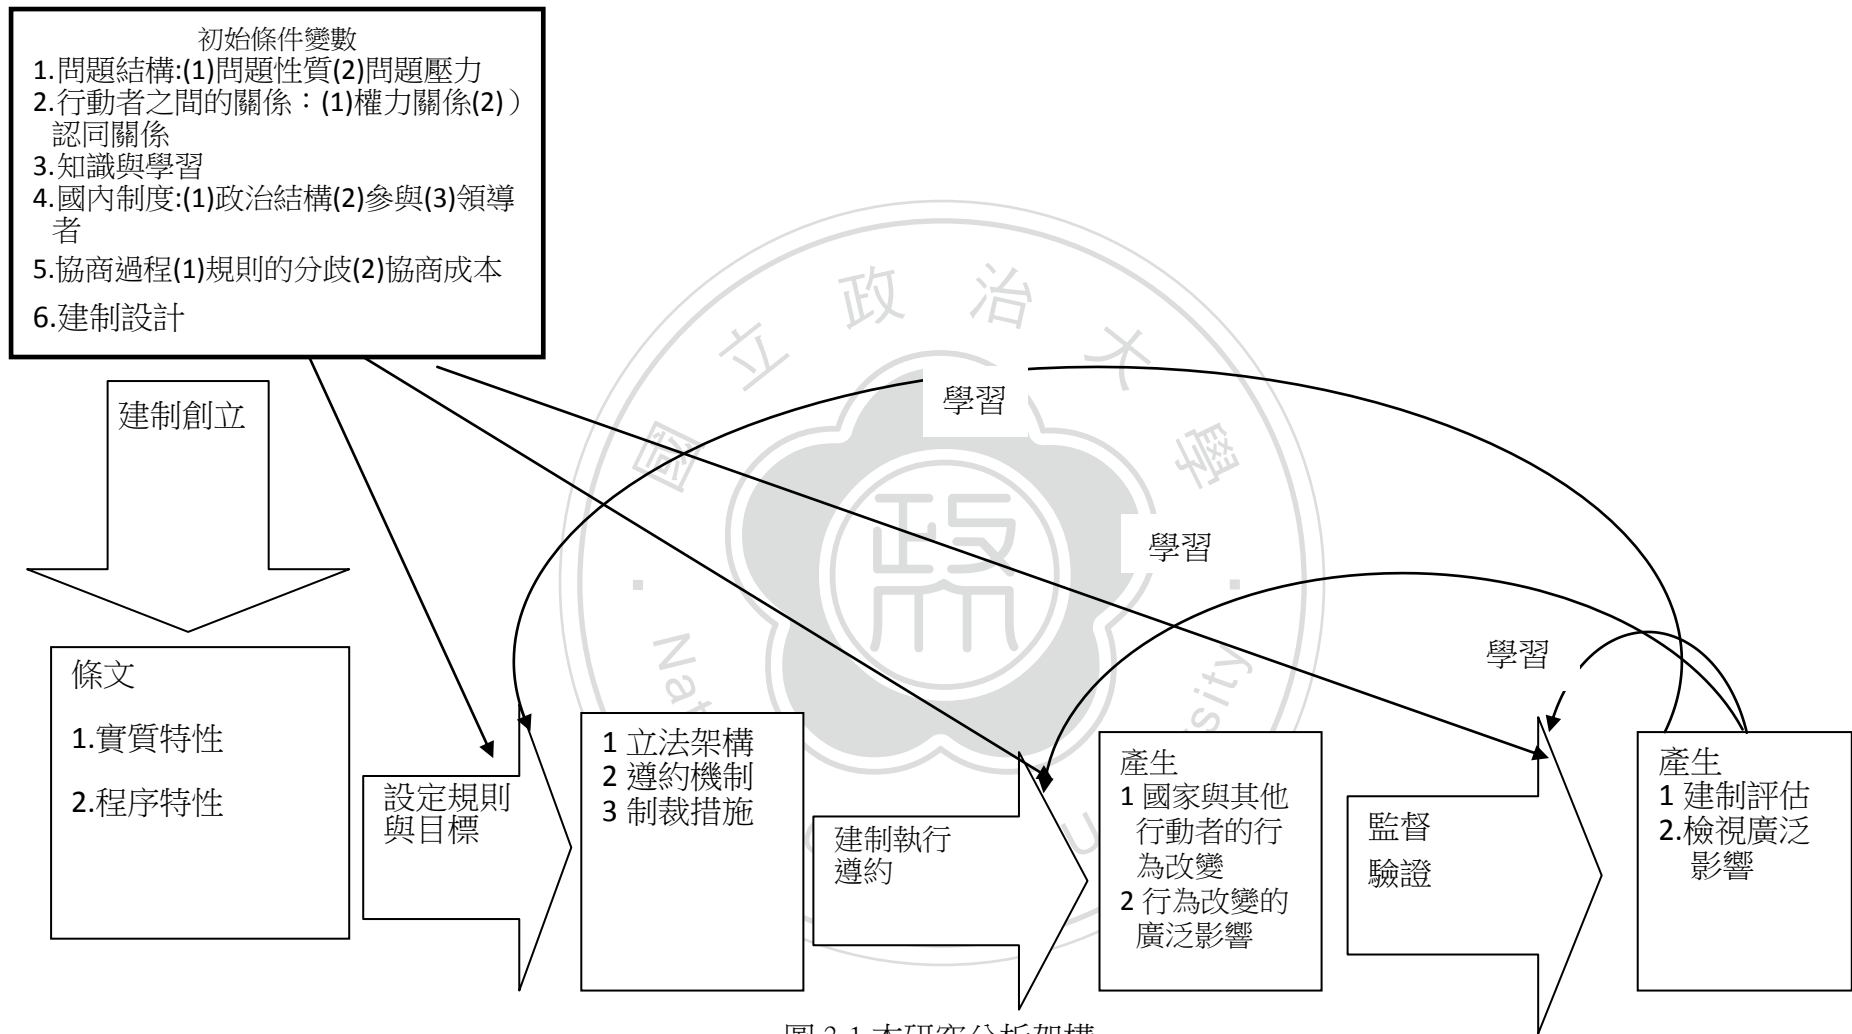 初始條件變數
1.問題結構:(1)問題性質(2)問題壓力
2.行動者之間的關係：(1)權力關係(2)）
認同關係
3.知識與學習
4.國內制度:(1)政治結構(2)參與(3)領導
者
5.協商過程(1)規則的分歧(2)協商成本
6.建制設計
建制創立
學習
學習
學習
條文
1.實質特性
2.程序特性
設定規則
與目標
1 立法架構
2 遵約機制
3 制裁措施
建制執行
遵約
產生
1 國家與其他
行動者的行
為改變
2 行為改變的
廣泛影響
監督
驗證
產生
1 建制評估
2.檢視廣泛
影響
國立政治大學
政